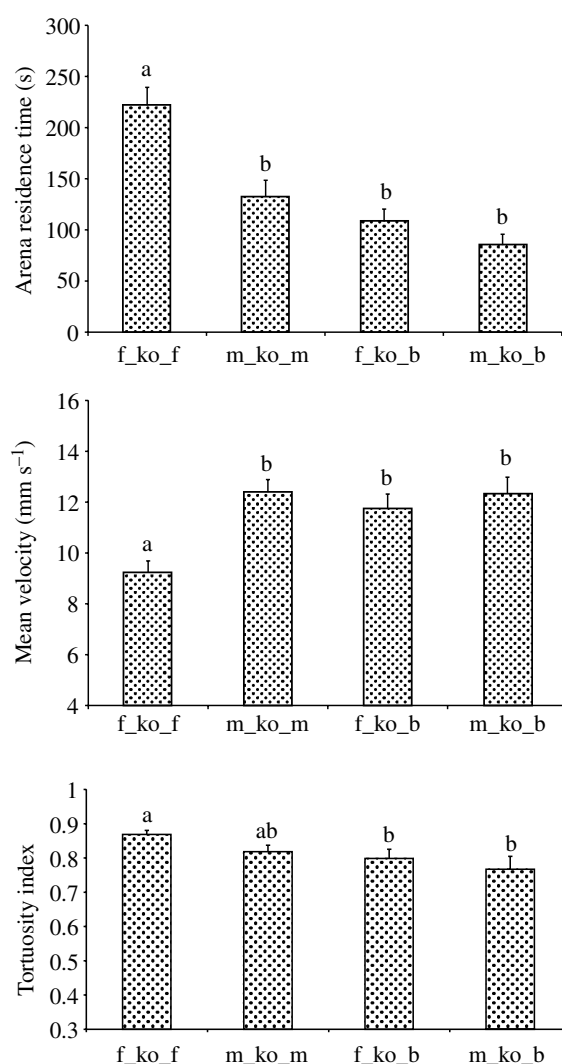 Arena residence time (s)
300
250
200
150
100
50
0
a
b
b
b
f_ko_f m_ko_m f_ko_b m_ko_b
Mean velocity (mm s⁻¹)
16
14
12
10
8
6
4
a
b
b
b
f_ko_f m_ko_m f_ko_b m_ko_b
Tortuosity index
1
0.9
0.8
0.7
0.6
0.5
0.4
0.3
a
ab
b
b
f_ko_f m_ko_m f_ko_b m_ko_b